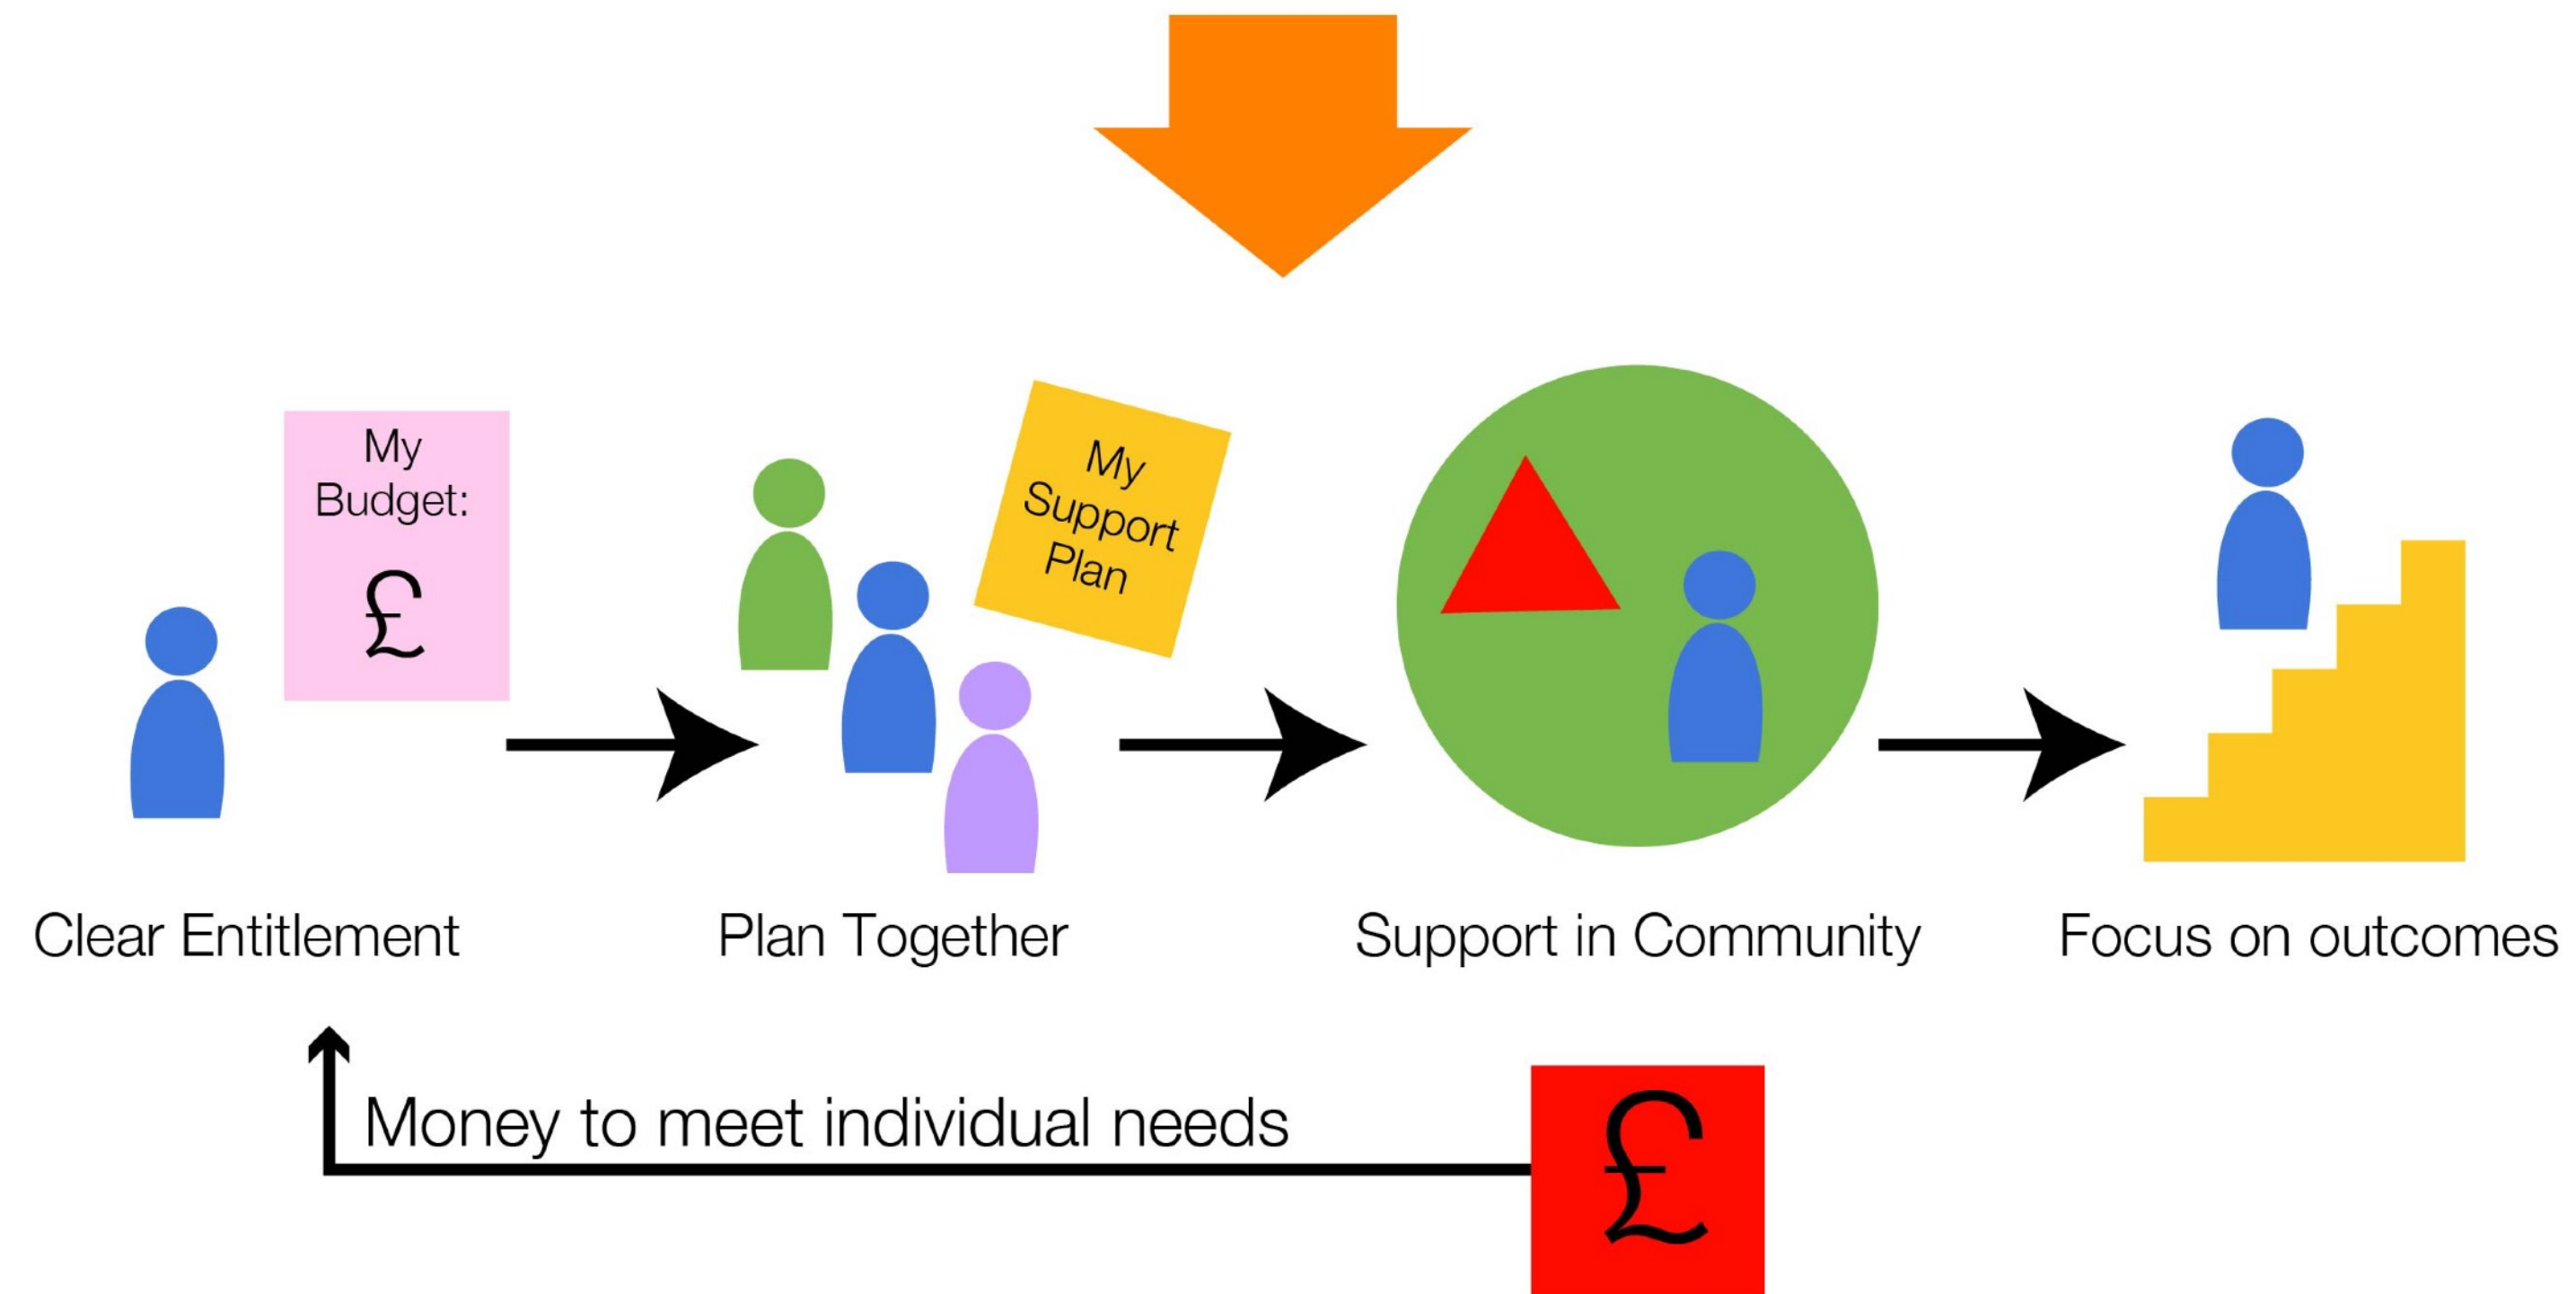 My
Budget:
£
My
Support
Plan
Clear Entitlement
Plan Together
Support in Community
Focus on outcomes
Money to meet individual needs
£